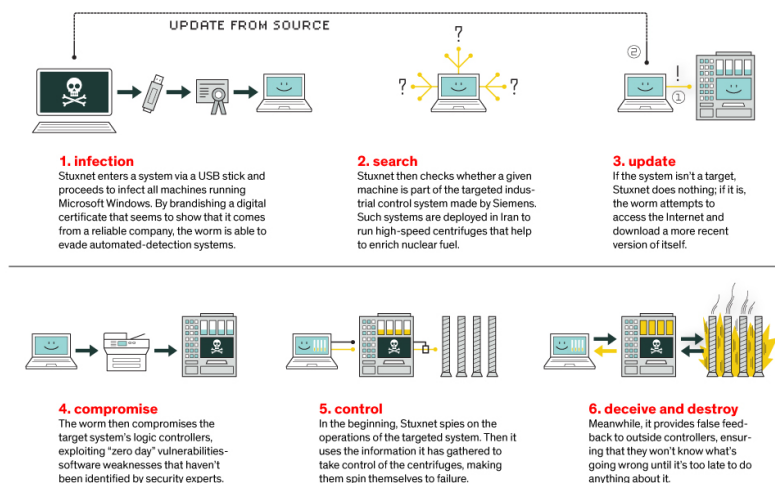 UPDATE FROM SOURCE
?
?
?
②
!
①
1. infection
Stuxnet enters a system via a USB stick and
proceeds to infect all machines running
Microsoft Windows. By brandishing a digital
certificate that seems to show that it comes
from a reliable company, the worm is able to
evade automated-detection systems.
2. search
Stuxnet then checks whether a given
machine is part of the targeted indus-
trial control system made by Siemens.
Such systems are deployed in Iran to
run high-speed centrifuges that help
to enrich nuclear fuel.
3. update
If the system isn't a target,
Stuxnet does nothing; if it is,
the worm attempts to
access the Internet and
download a more recent
version of itself.
4. compromise
The worm then compromises the
target system's logic controllers,
exploiting "zero day" vulnerabilities-
software weaknesses that haven't
been identified by security experts.
5. control
In the beginning, Stuxnet spies on the
operations of the targeted system. Then it
uses the information it has gathered to
take control of the centrifuges, making
them spin themselves to failure.
6. deceive and destroy
Meanwhile, it provides false feed-
back to outside controllers, ensur-
ing that they won't know what's
going wrong until it's too late to do
anything about it.